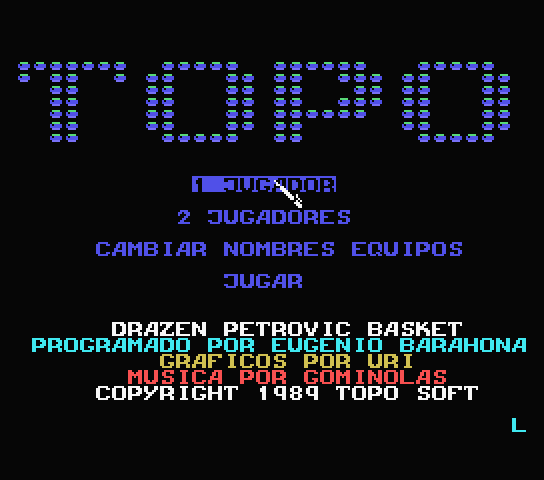 TOPO
1 JUGADOR
2 JUGADORES
CAMBIAR NOMBRES EQUIPOS
JUGAR
DRAZEN PETROVIC BASKET
PROGRAMADO POR EUGENIO BARAHONA
GRAFICOS POR URI
MUSICA POR GOMINOLAS
COPYRIGHT 1989 TOPO SOFT
L